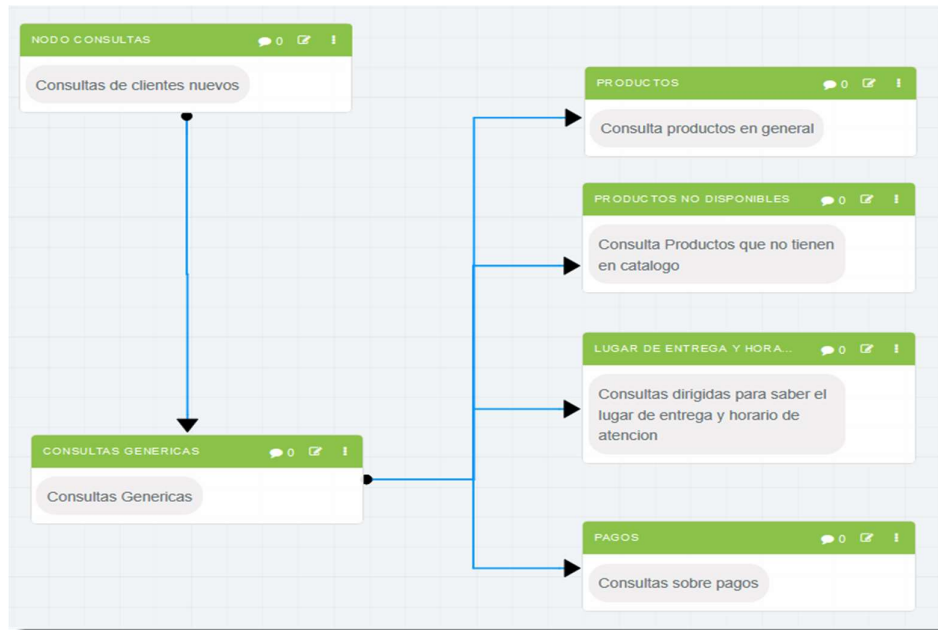 NODO CONSULTAS 0
Consultas de clientes nuevos
PRODUCTOS 0
Consulta productos en general
PRODUCTOS NO DISPONIBLES 0
Consulta Productos que no tienen
en catalogo
LUGAR DE ENTREGA Y HORA... 0
Consultas dirigidas para saber el
lugar de entrega y horario de
atencion
CONSULTAS GENERICAS 0
Consultas Genericas
PAGOS 0
Consultas sobre pagos